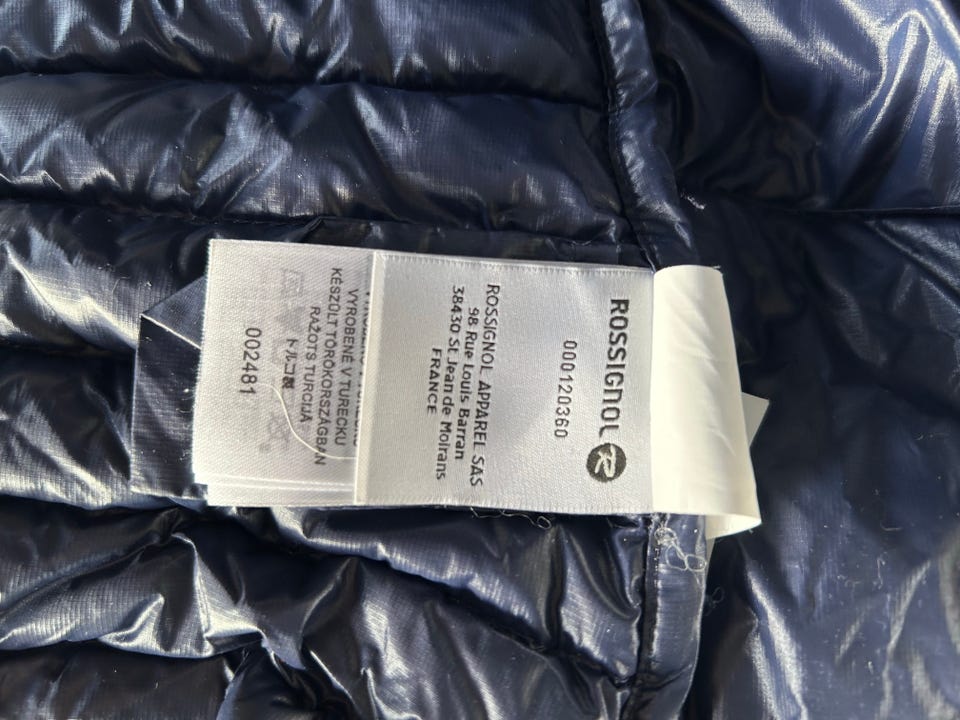 ROSSIGNOL R
000120360
ROSSIGNOL APPAREL SAS
98 Rue Louis Barran
38430 St Jean de Moirans
FRANCE
VYROBENÉ V TURECKU
KÉSZÜLT TÖRÖKORSZÁGBAN
RAŽOTS TURCIJĀ
トルコ製
002481